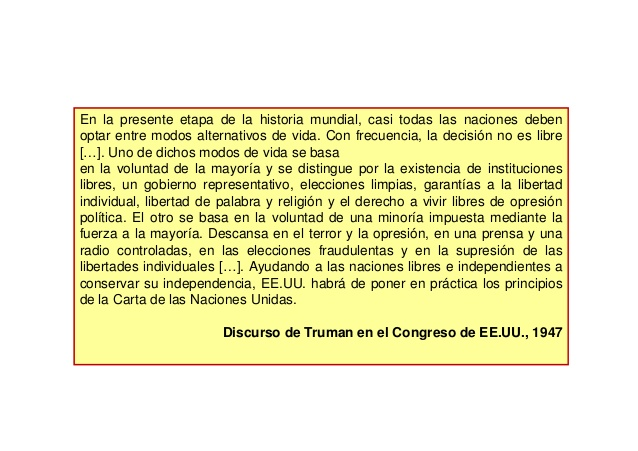 En la presente etapa de la historia mundial, casi todas las naciones deben
optar entre modos alternativos de vida. Con frecuencia, la decisión no es libre
[…]. Uno de dichos modos de vida se basa
en la voluntad de la mayoría y se distingue por la existencia de instituciones
libres, un gobierno representativo, elecciones limpias, garantías a la libertad
individual, libertad de palabra y religión y el derecho a vivir libres de opresión
política. El otro se basa en la voluntad de una minoría impuesta mediante la
fuerza a la mayoría. Descansa en el terror y la opresión, en una prensa y una
radio controladas, en las elecciones fraudulentas y en la supresión de las
libertades individuales […]. Ayudando a las naciones libres e independientes a
conservar su independencia, EE.UU. habrá de poner en práctica los principios
de la Carta de las Naciones Unidas.
Discurso de Truman en el Congreso de EE.UU., 1947